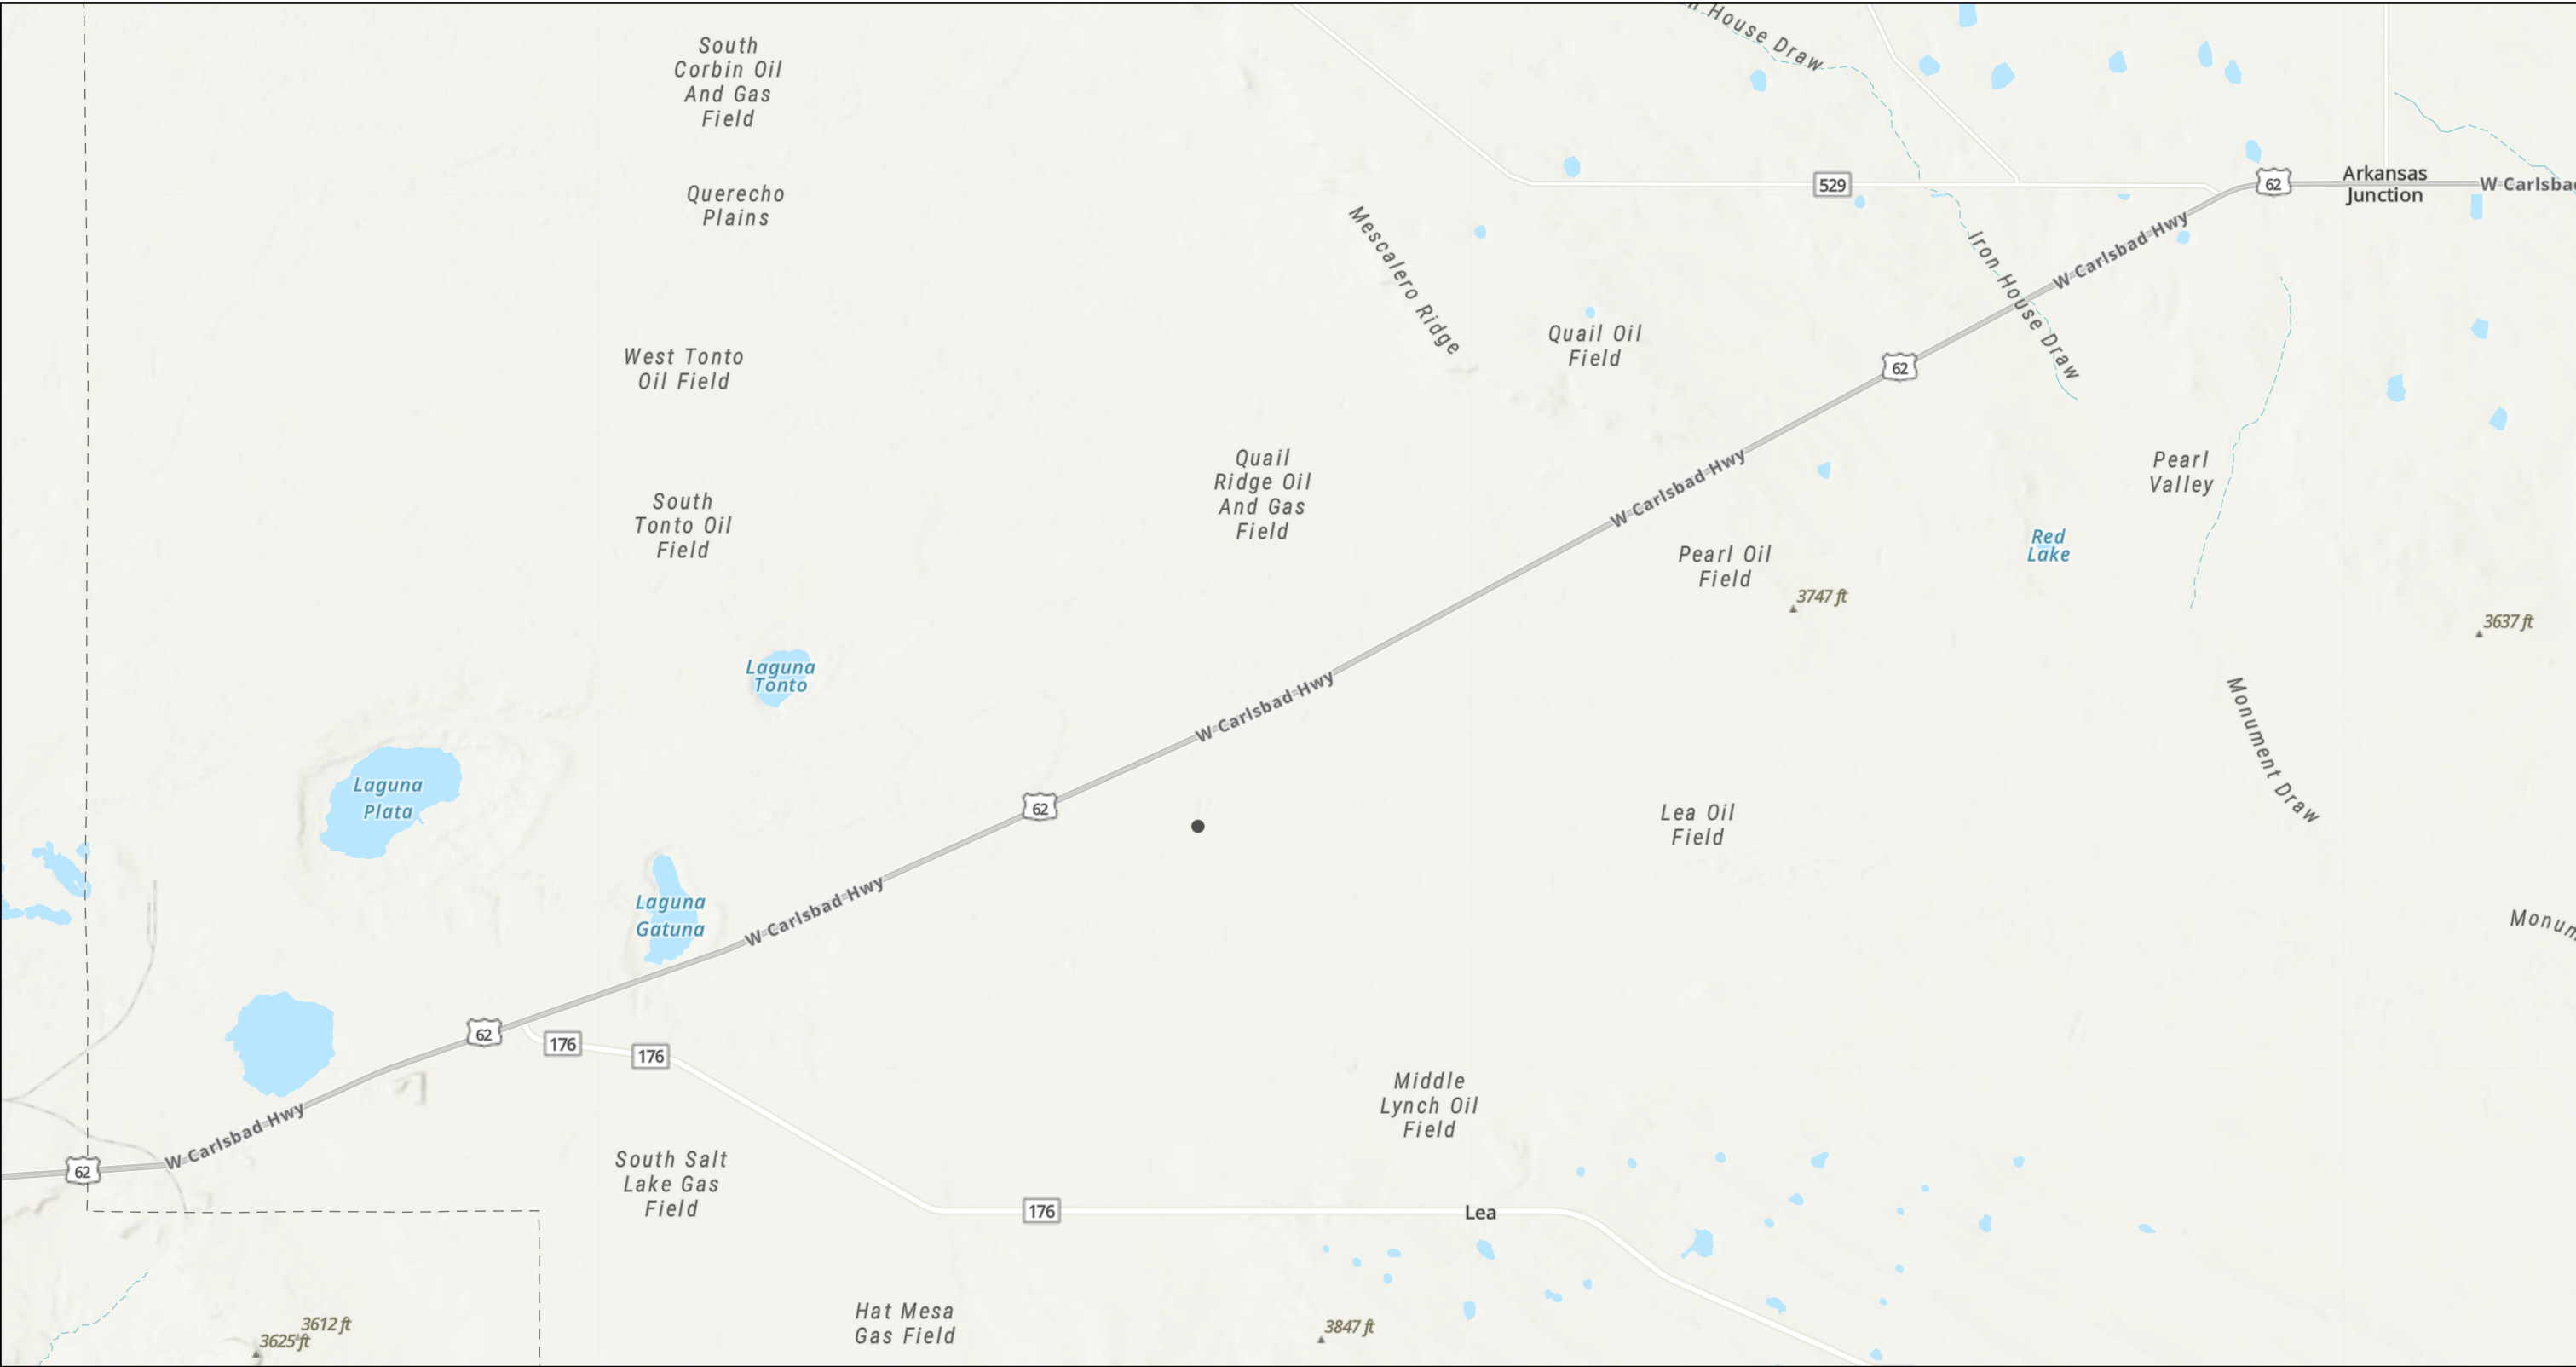 South
Corbin Oil
And Gas
Field
House Draw
Querecho
Plains
529
62
Arkansas
Junction
W Carlsbad
Mescalero Ridge
Iron House Draw
W Carlsbad Hwy
West Tonto
Oil Field
Quail Oil
Field
62
Quail
Ridge Oil
And Gas
Field
W Carlsbad Hwy
Pearl
Valley
South
Tonto Oil
Field
Red
Lake
Pearl Oil
Field
3747 ft
3637 ft
Laguna
Tonto
W Carlsbad Hwy
Monument Draw
Laguna
Plata
62
Lea Oil
Field
Laguna
Gatuna
W Carlsbad Hwy
62
176
176
Middle
Lynch Oil
Field
W Carlsbad Hwy
62
South Salt
Lake Gas
Field
176
Lea
Hat Mesa
Gas Field
3612 ft
3625 ft
3847 ft